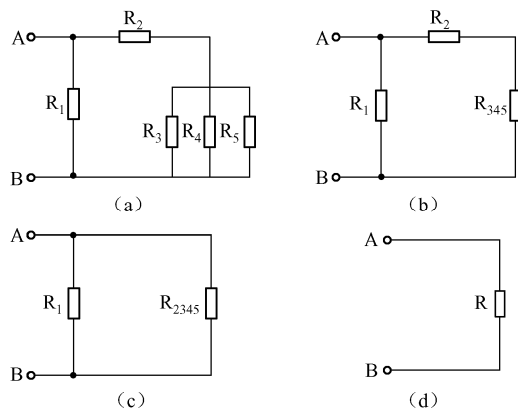 A R₂
R₁ R₃ R₄ R₅
B
（a）
A R₂
R₁ R₃₄₅
B
（b）
A
R₁ R₂₃₄₅
B
（c）
A
R
B
（d）